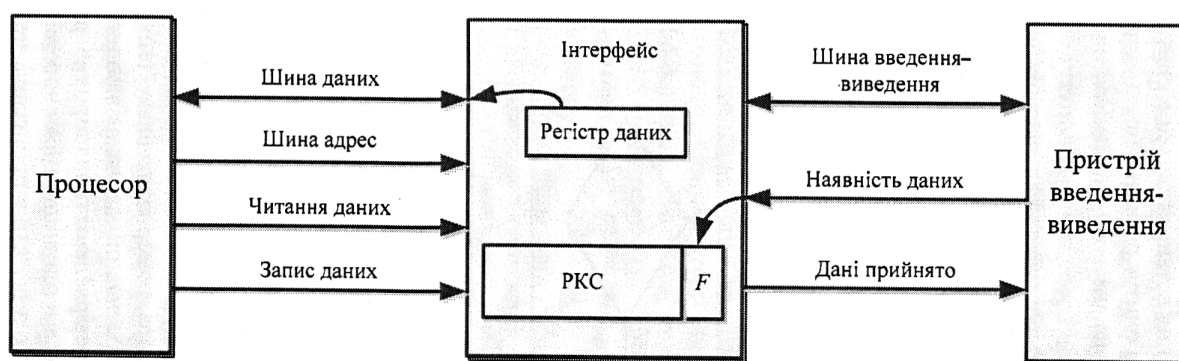 Процесор
Шина даних
Шина адрес
Читання даних
Запис даних
Інтерфейс
Регістр даних
РКС
F
Шина введення–
виведення
Наявність даних
Дані прийнято
Пристрій
введення-
виведення